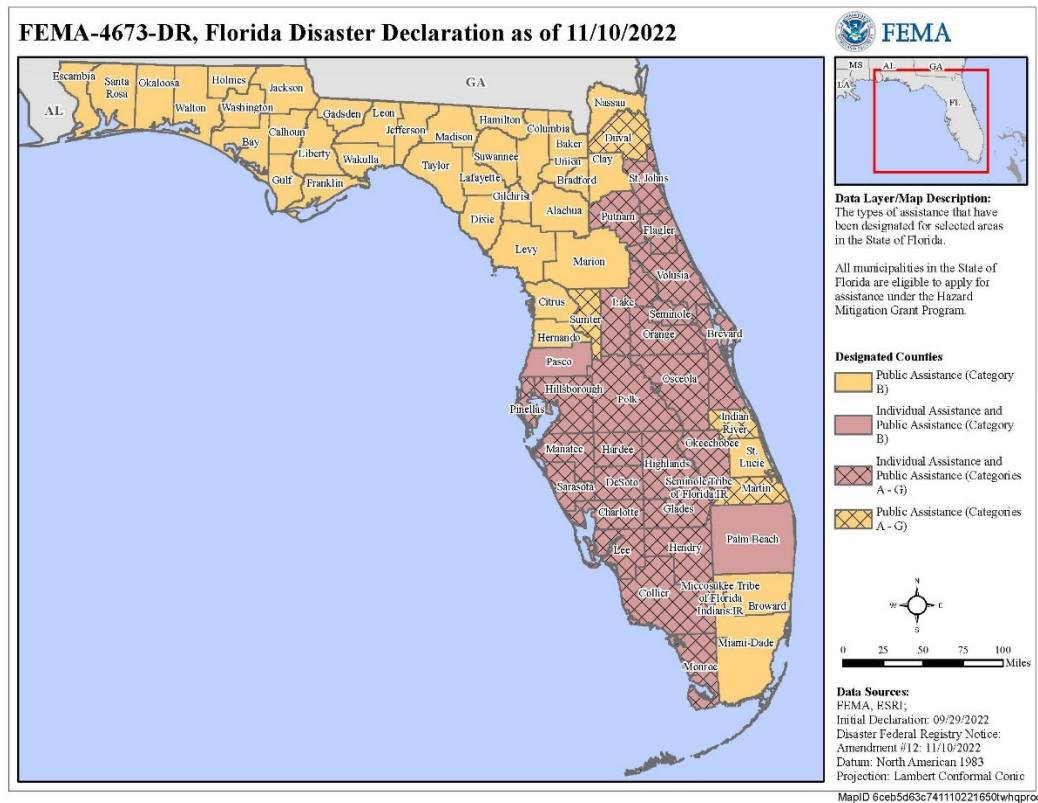 FEMA-4673-DR, Florida Disaster Declaration as of 11/10/2022
FEMA
MS
AL
GA
LA
FL
GA
AL
Escambia
Santa
Rosa
Okaloosa
Walton
Holmes
Washington
Jackson
Bay
Calhoun
Gulf
Liberty
Franklin
Gadsden
Leon
Wakulla
Jefferson
Madison
Taylor
Hamilton
Suwannee
Lafayette
Dixie
Columbia
Gilchrist
Baker
Union
Bradford
Alachua
Levy
Nassau
Duval
Clay
St. Johns
Putnam
Flagler
Marion
Volusia
Citrus
Sumter
Lake
Hernando
Seminole
Orange
Brevard
Pasco
Hillsborough
Pinellas
Polk
Osceola
Indian
River
Manatee
Hardee
Highlands
Okeechobee
St.
Lucie
Sarasota
DeSoto
Seminole Tribe
of Florida:IR
Martin
Charlotte
Glades
Lee
Hendry
Palm Beach
Collier
Miccosukee Tribe
of Florida
Indians:IR
Broward
Miami-Dade
Monroe
Data Layer/Map Description:
The types of assistance that have
been designated for selected areas
in the State of Florida.
All municipalities in the State of
Florida are eligible to apply for
assistance under the Hazard
Mitigation Grant Program.
Designated Counties
Public Assistance (Category
B)
Individual Assistance and
Public Assistance (Category
B)
Individual Assistance and
Public Assistance (Categories
A - G)
Public Assistance (Categories
A - G)
N
W
E
S
0 25 50 75 100
Miles
Data Sources:
FEMA, ESRI;
Initial Declaration: 09/29/2022
Disaster Federal Registry Notice:
Amendment #12: 11/10/2022
Datum: North American 1983
Projection: Lambert Conformal Conic
MapID 6ceb5d63c741110221650twhqprod